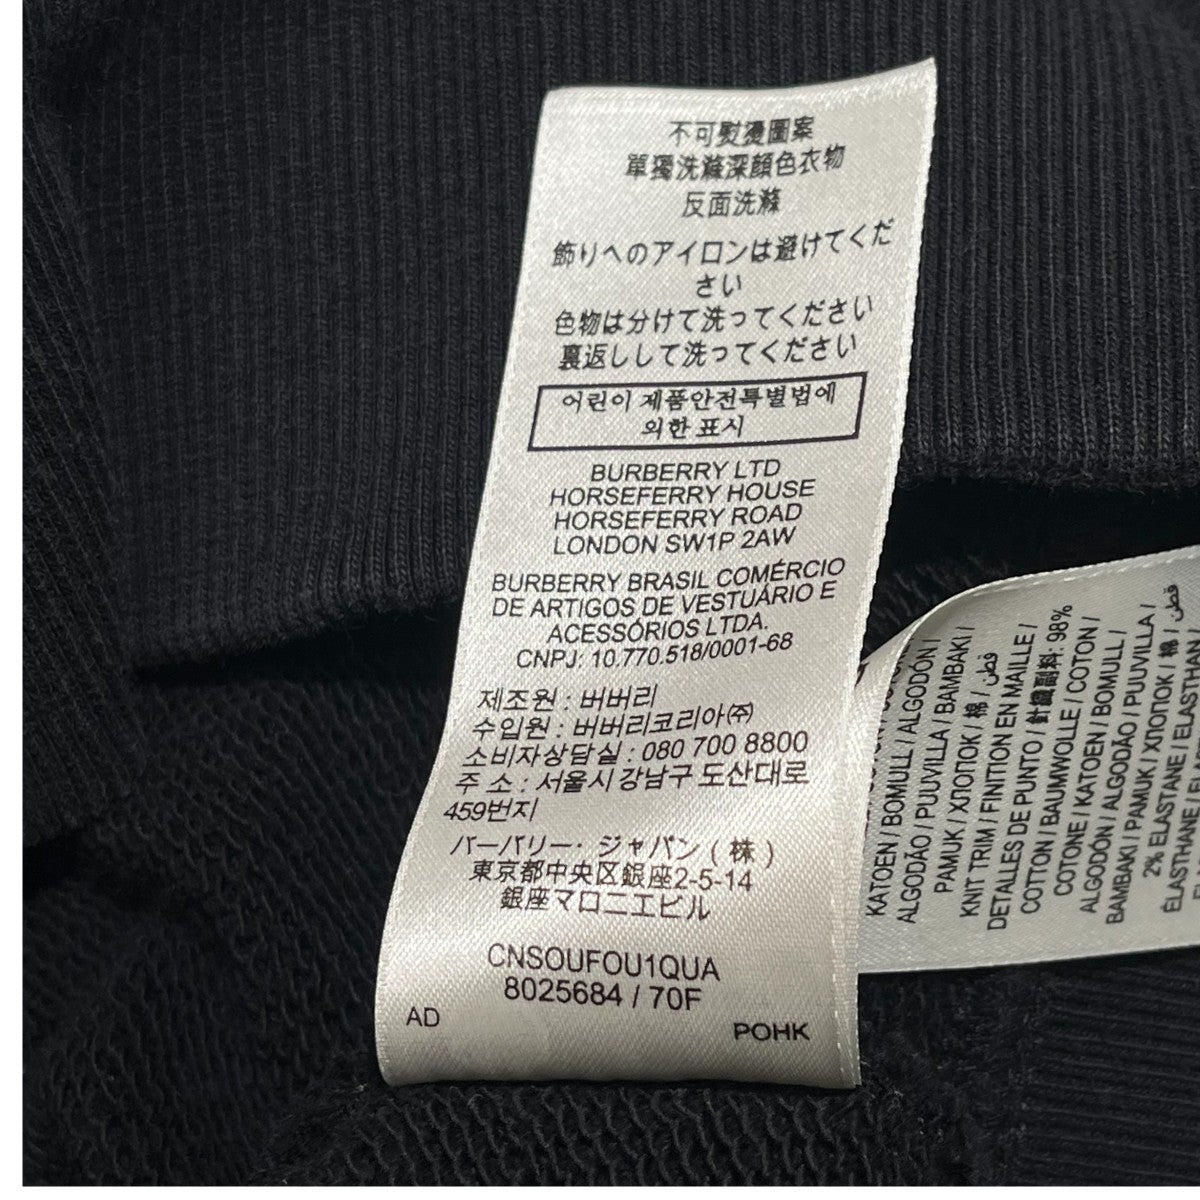 不可熨燙圖案
單獨洗滌深顏色衣物
反面洗滌
飾りへのアイロンは避けてくだ
さい
色物は分けて洗ってください
裏返しして洗ってください
어린이 제품안전특별법에
의한 표시
BURBERRY LTD
HORSEFERRY HOUSE
HORSEFERRY ROAD
LONDON SW1P 2AW
BURBERRY BRASIL COMÉRCIO
DE ARTIGOS DE VESTUÁRIO E
ACESSÓRIOS LTDA.
CNPJ: 10.770.518/0001-68
제조원 : 버버리
수입원 : 버버리코리아㈜
소비자상담실 : 080 700 8800
주 소 : 서울시 강남구 도산대로
459번지
バーバリー・ジャパン ( 株 )
東京都中央区銀座2-5-14
銀座マロニエビル
CNSOUFOU1QUA
8025684 / 70F
AD
POHK
KATOEN / BOMULL / ALGODÓN /
ALGODÃO / PUUVILLA / BAMBAKI /
PAMUK / ХЛОПОК / 棉 / قطن
KNIT TRIM / FINITION EN MAILLE /
DETALLES DE PUNTO / 針織副料: 98%
COTTON / BAUMWOLLE / COTON /
COTONE / KATOEN / BOMULL /
ALGODÓN / ALGODÃO / PUUVILLA /
BAMBAKI / PAMUK / ХЛОПОК / 棉 / قطن
2% ELASTANE / ELASTHAN
ÉLASTHANE /